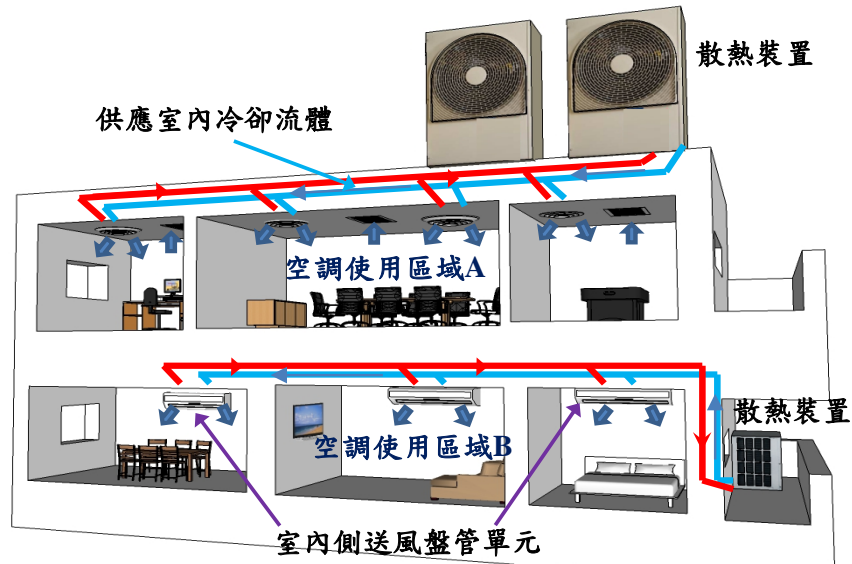 散熱裝置
供應室內冷卻流體
空調使用區域A
散熱裝置
空調使用區域B
室內側送風盤管單元